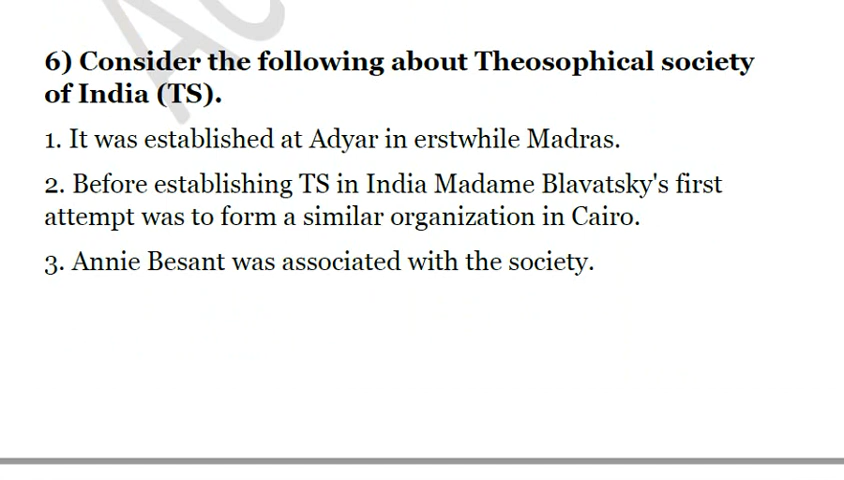 6) Consider the following about Theosophical society
of India (TS).
1. It was established at Adyar in erstwhile Madras.
2. Before establishing TS in India Madame Blavatsky's first
attempt was to form a similar organization in Cairo.
3. Annie Besant was associated with the society.